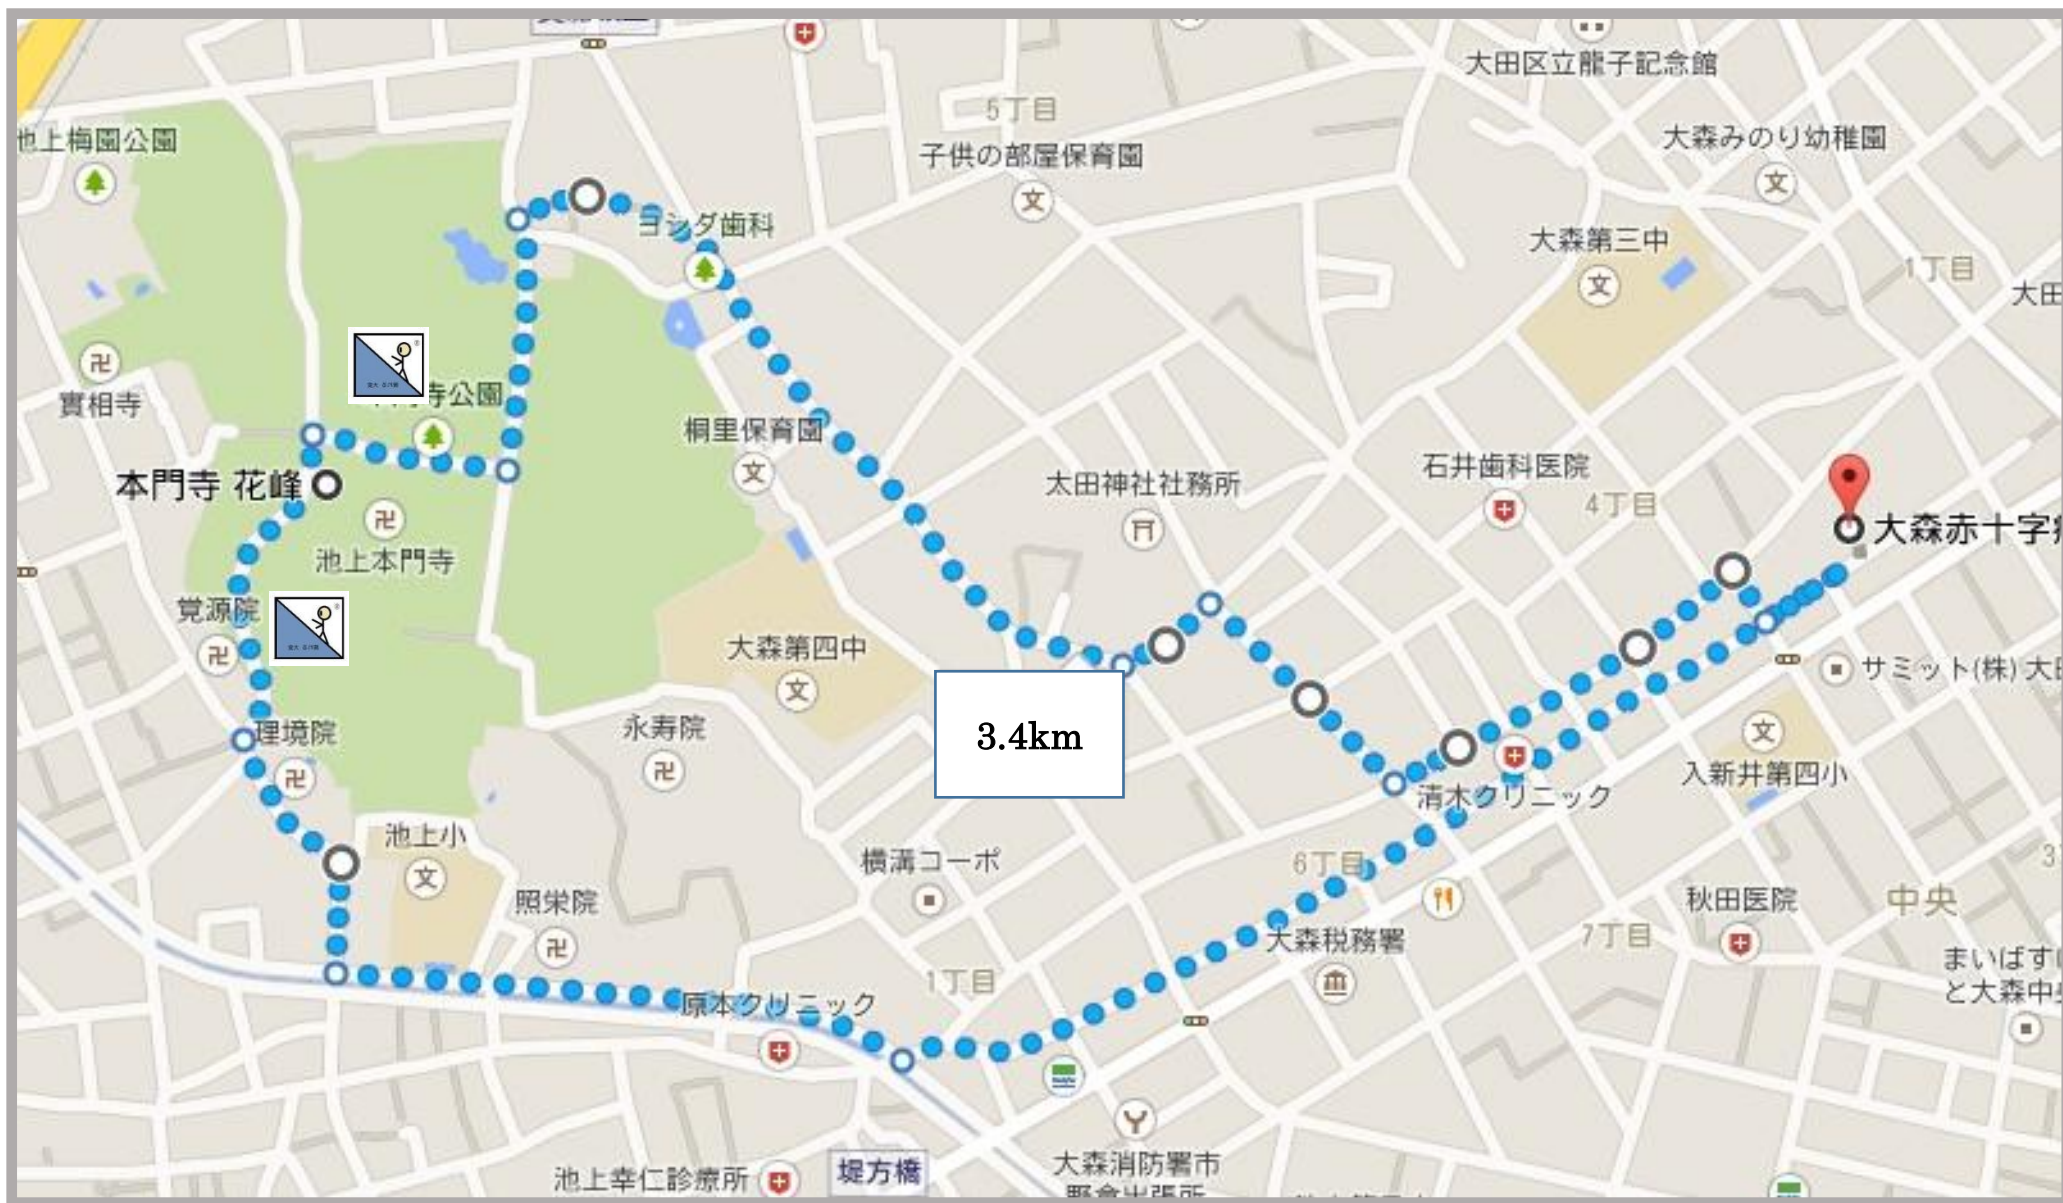 大田区立龍子記念館
5丁目
池上梅園公園
子供の部屋保育園
大森みのり幼稚園
ヨシダ歯科
大森第三中
1丁目
大田
實相寺
寺公園
桐里保育園
本門寺 花峰
太田神社社務所
石井歯科医院
4丁目
大森赤十字
池上本門寺
覚源院
大森第四中
サミット(株) 大
理境院
永寿院
3.4km
入新井第四小
清木クリニック
池上小
横溝コーポ
6丁目
照栄院
秋田医院
中央
大森税務署
7丁目
1丁目
まいばす
と大森中
原本クリニック
池上幸仁診療所
堤方橋
大森消防署市
野倉出張所